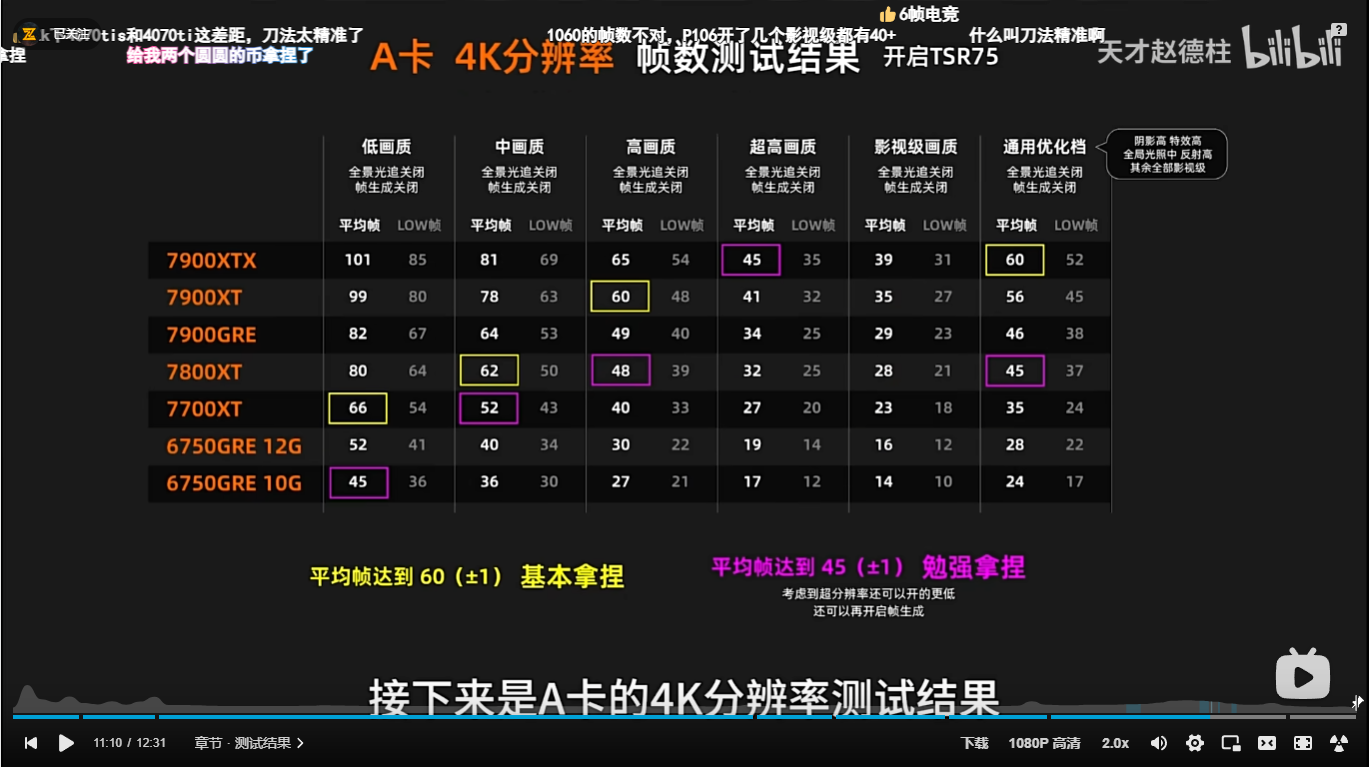 已关注
6帧电竞
tis和4070ti这差距，刀法太精准了
1060的帧数不对，P106开了几个影视级都有40+
什么叫刀法精准啊
拿捏
给我两个圆圆的币拿捏了
A卡 4K分辨率 帧数测试结果 开启TSR75
天才赵德柱 bilibili
低画质 中画质 高画质 超高画质 影视级画质 通用优化档
阴影高 特效高
全局光照中 反射高
其余全部影视级
全景光追关闭 全景光追关闭 全景光追关闭 全景光追关闭 全景光追关闭 全景光追关闭
帧生成关闭 帧生成关闭 帧生成关闭 帧生成关闭 帧生成关闭 帧生成关闭
平均帧 LOW帧 平均帧 LOW帧 平均帧 LOW帧 平均帧 LOW帧 平均帧 LOW帧 平均帧 LOW帧
7900XTX 101 85 81 69 65 54 45 35 39 31 60 52
7900XT 99 80 78 63 60 48 41 32 35 27 56 45
7900GRE 82 67 64 53 49 40 34 25 29 23 46 38
7800XT 80 64 62 50 48 39 32 25 28 21 45 37
7700XT 66 54 52 43 40 33 27 20 23 18 35 24
6750GRE 12G 52 41 40 34 30 22 19 14 16 12 28 22
6750GRE 10G 45 36 36 30 27 21 17 12 14 10 24 17
平均帧达到 60（±1） 基本拿捏
平均帧达到 45（±1） 勉强拿捏
考虑到超分辨率还可以开的更低
还可以再开启帧生成
接下来是A卡的4K分辨率测试结果
11:10 / 12:31 章节 · 测试结果 下载 1080P 高清 2.0x